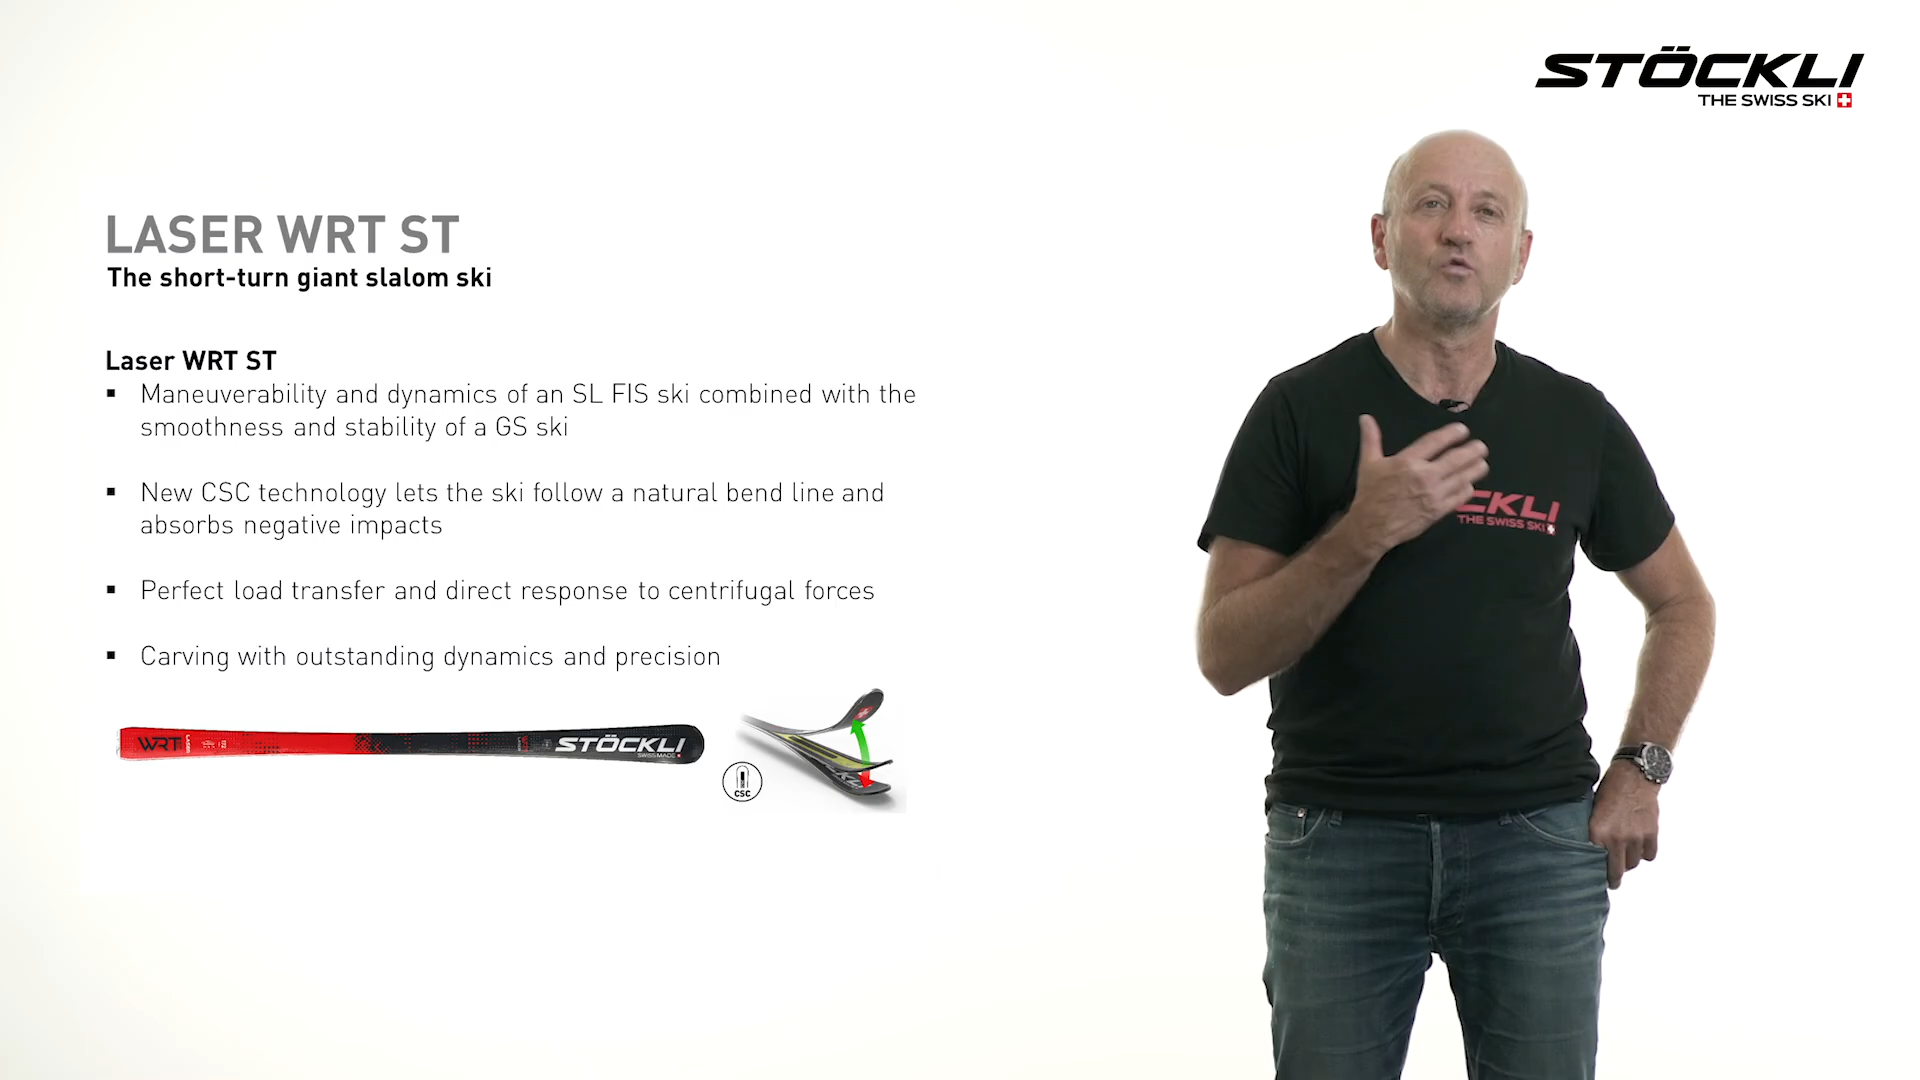 STÖCKLI
THE SWISS SKI
LASER WRT ST
The short-turn giant slalom ski
Laser WRT ST
▪ Maneuverability and dynamics of an SL FIS ski combined with the
smoothness and stability of a GS ski
▪ New CSC technology lets the ski follow a natural bend line and
absorbs negative impacts
▪ Perfect load transfer and direct response to centrifugal forces
▪ Carving with outstanding dynamics and precision
WRT
STÖCKLI
SWISS MADE
CSC
CKLI
THE SWISS SKI